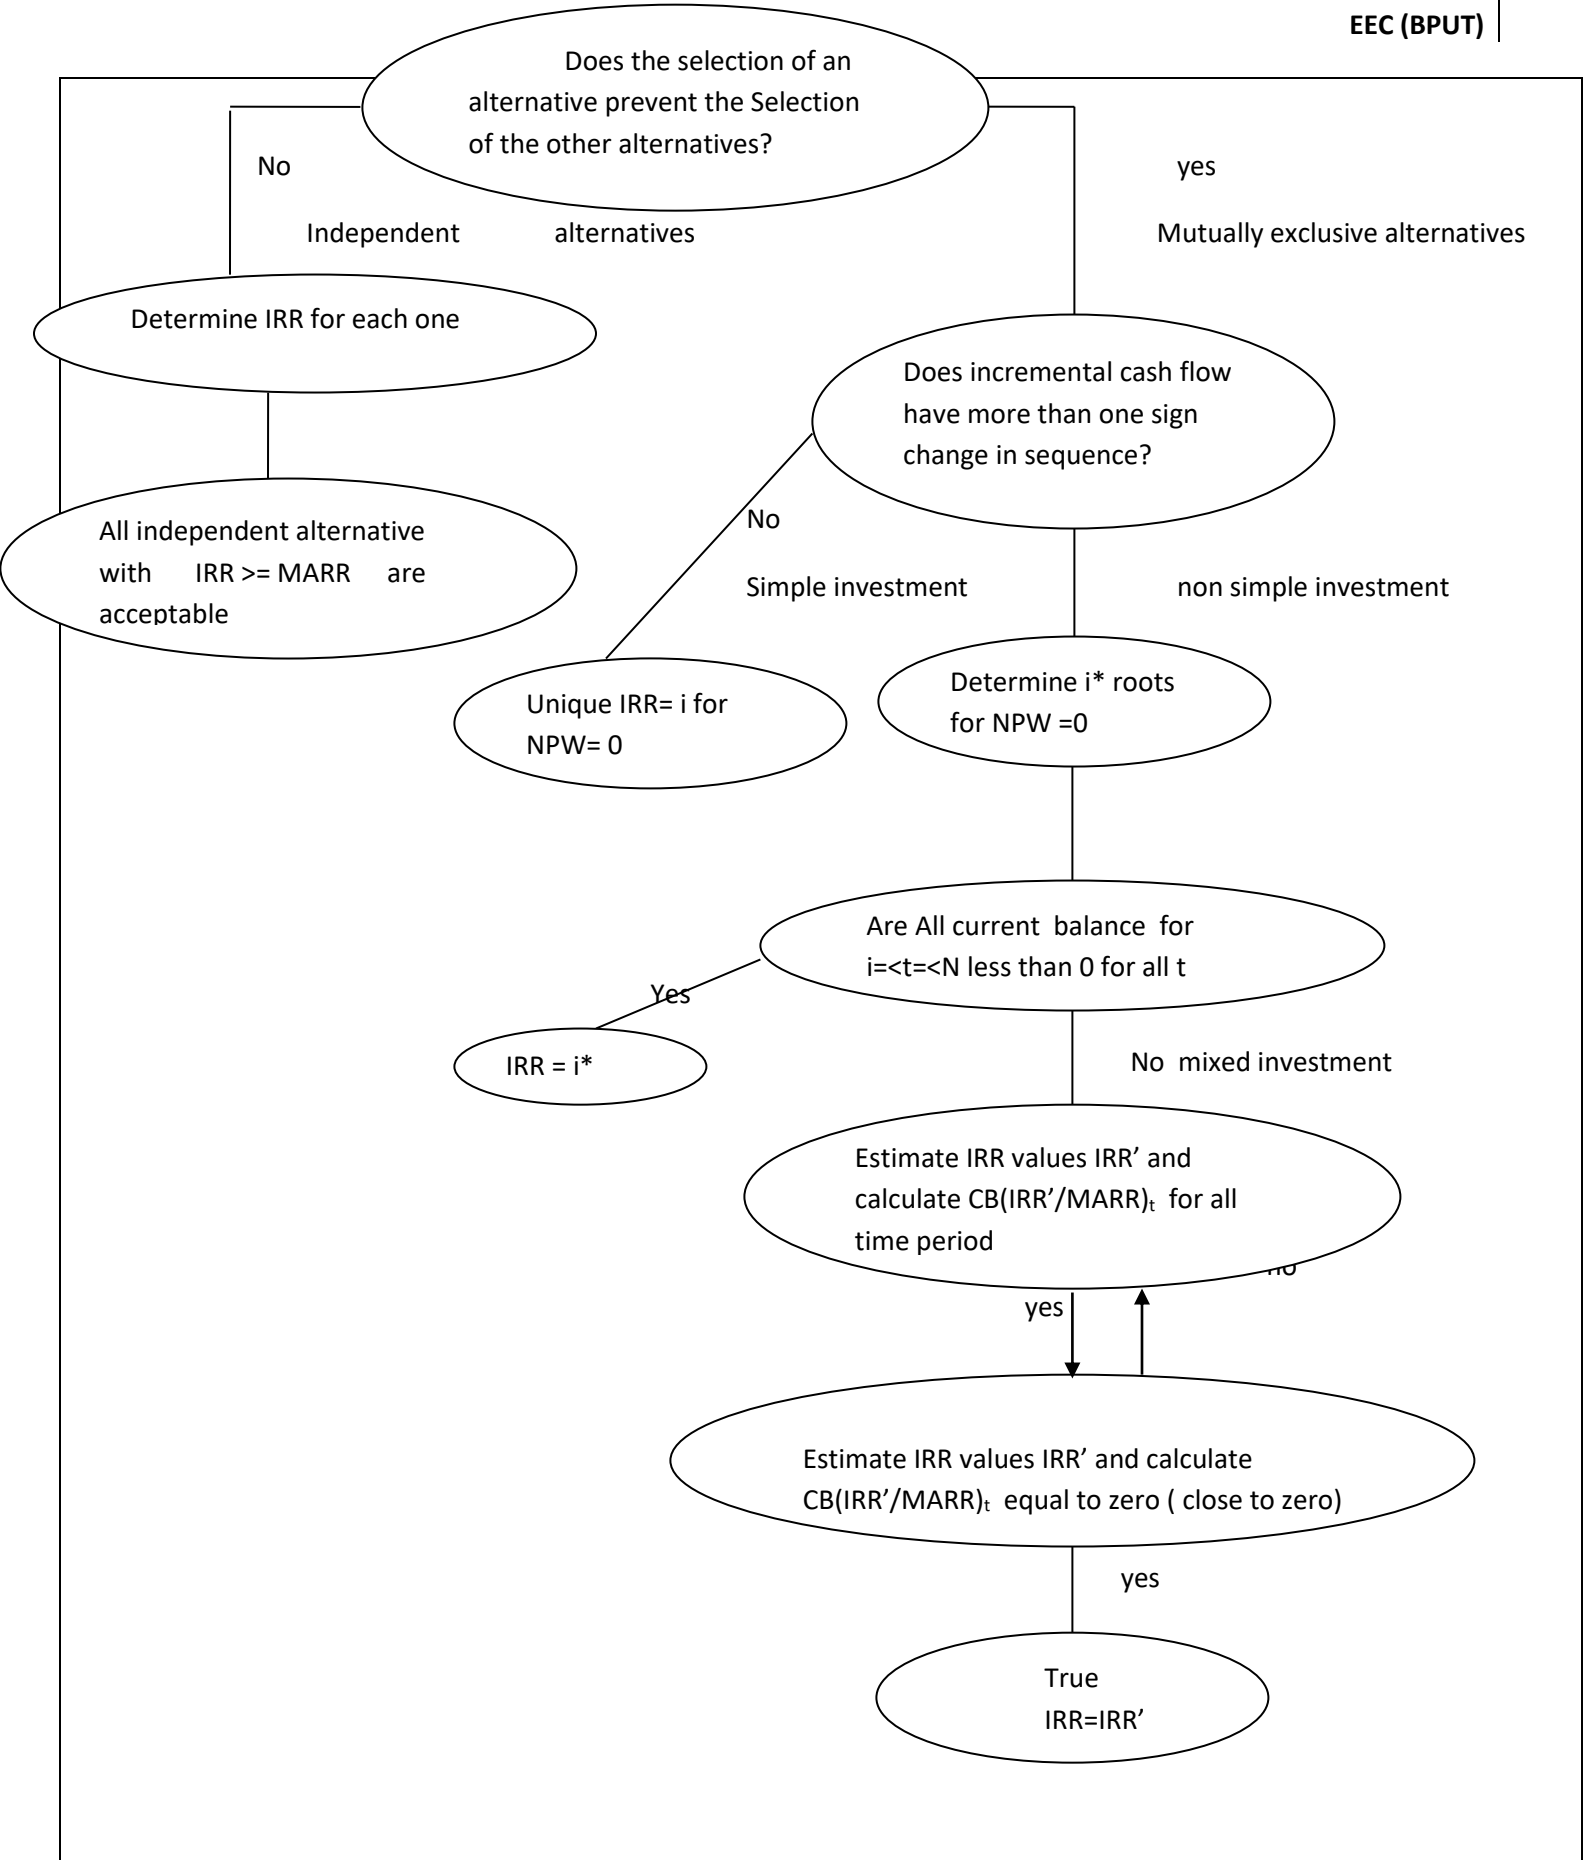 EEC (BPUT)
Does the selection of an
alternative prevent the Selection
of the other alternatives?
No
yes
Independent alternatives
Mutually exclusive alternatives
Determine IRR for each one
Does incremental cash flow
have more than one sign
change in sequence?
All independent alternative
with IRR >= MARR are
acceptable
No
Simple investment
non simple investment
Unique IRR= i for
NPW= 0
Determine i* roots
for NPW =0
Are All current balance for
i=<t=<N less than 0 for all t
Yes
IRR = i*
No mixed investment
Estimate IRR values IRR’ and
calculate CB(IRR’/MARR)t for all
time period
no
yes
Estimate IRR values IRR’ and calculate
CB(IRR’/MARR)t equal to zero ( close to zero)
yes
True
IRR=IRR’